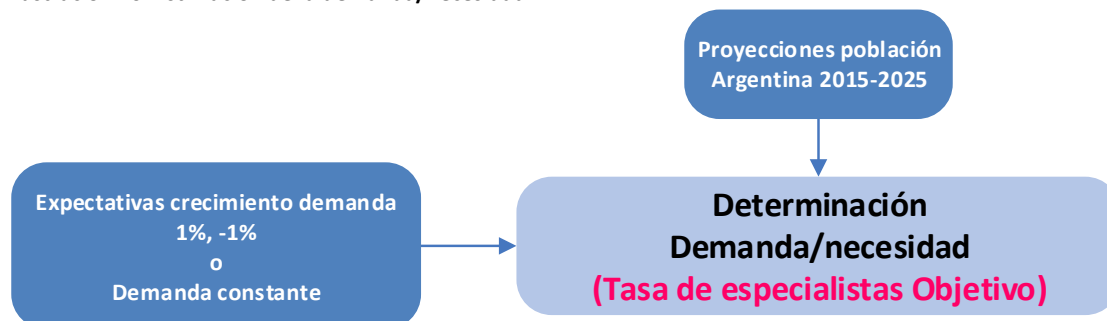 Proyecciones población
Argentina 2015-2025
Expectativas crecimiento demanda
1%, -1%
o
Demanda constante
Determinación
Demanda/necesidad
(Tasa de especialistas Objetivo)